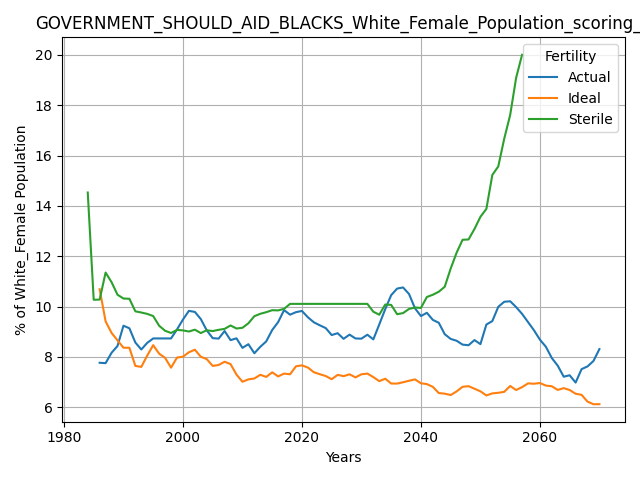 GOVERNMENT_SHOULD_AID_BLACKS_White_Female_Population_scoring_
Fertility
Actual
Ideal
Sterile
% of White_Female Population
20
18
16
14
12
10
8
6
1980
2000
2020
2040
2060
Years